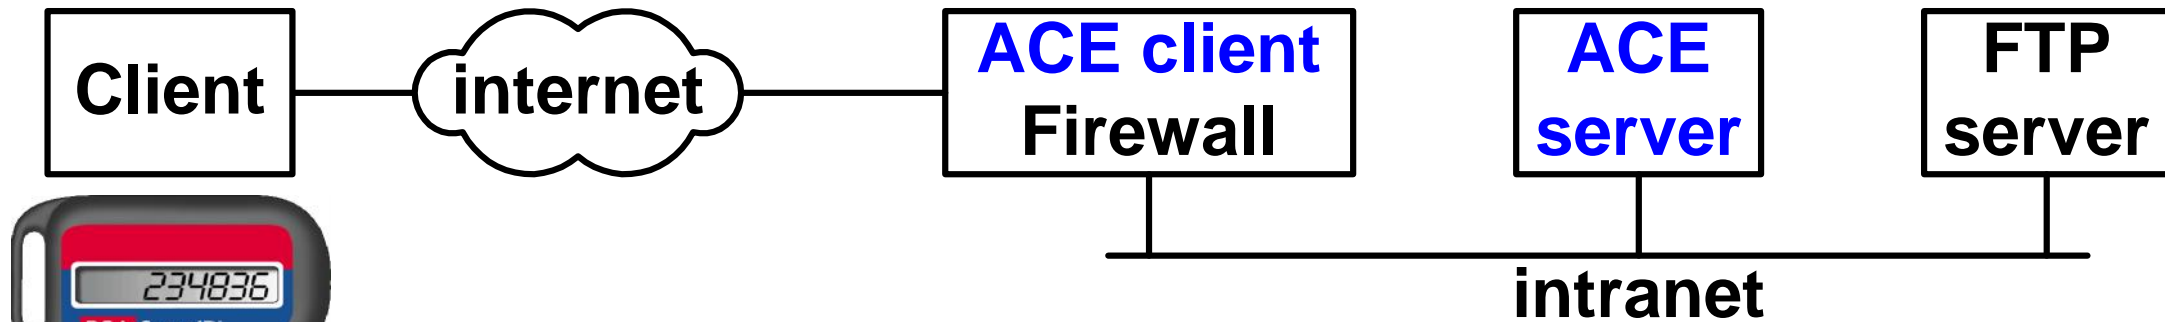 Client
internet
ACE client
Firewall
ACE
server
FTP
server
intranet
234836